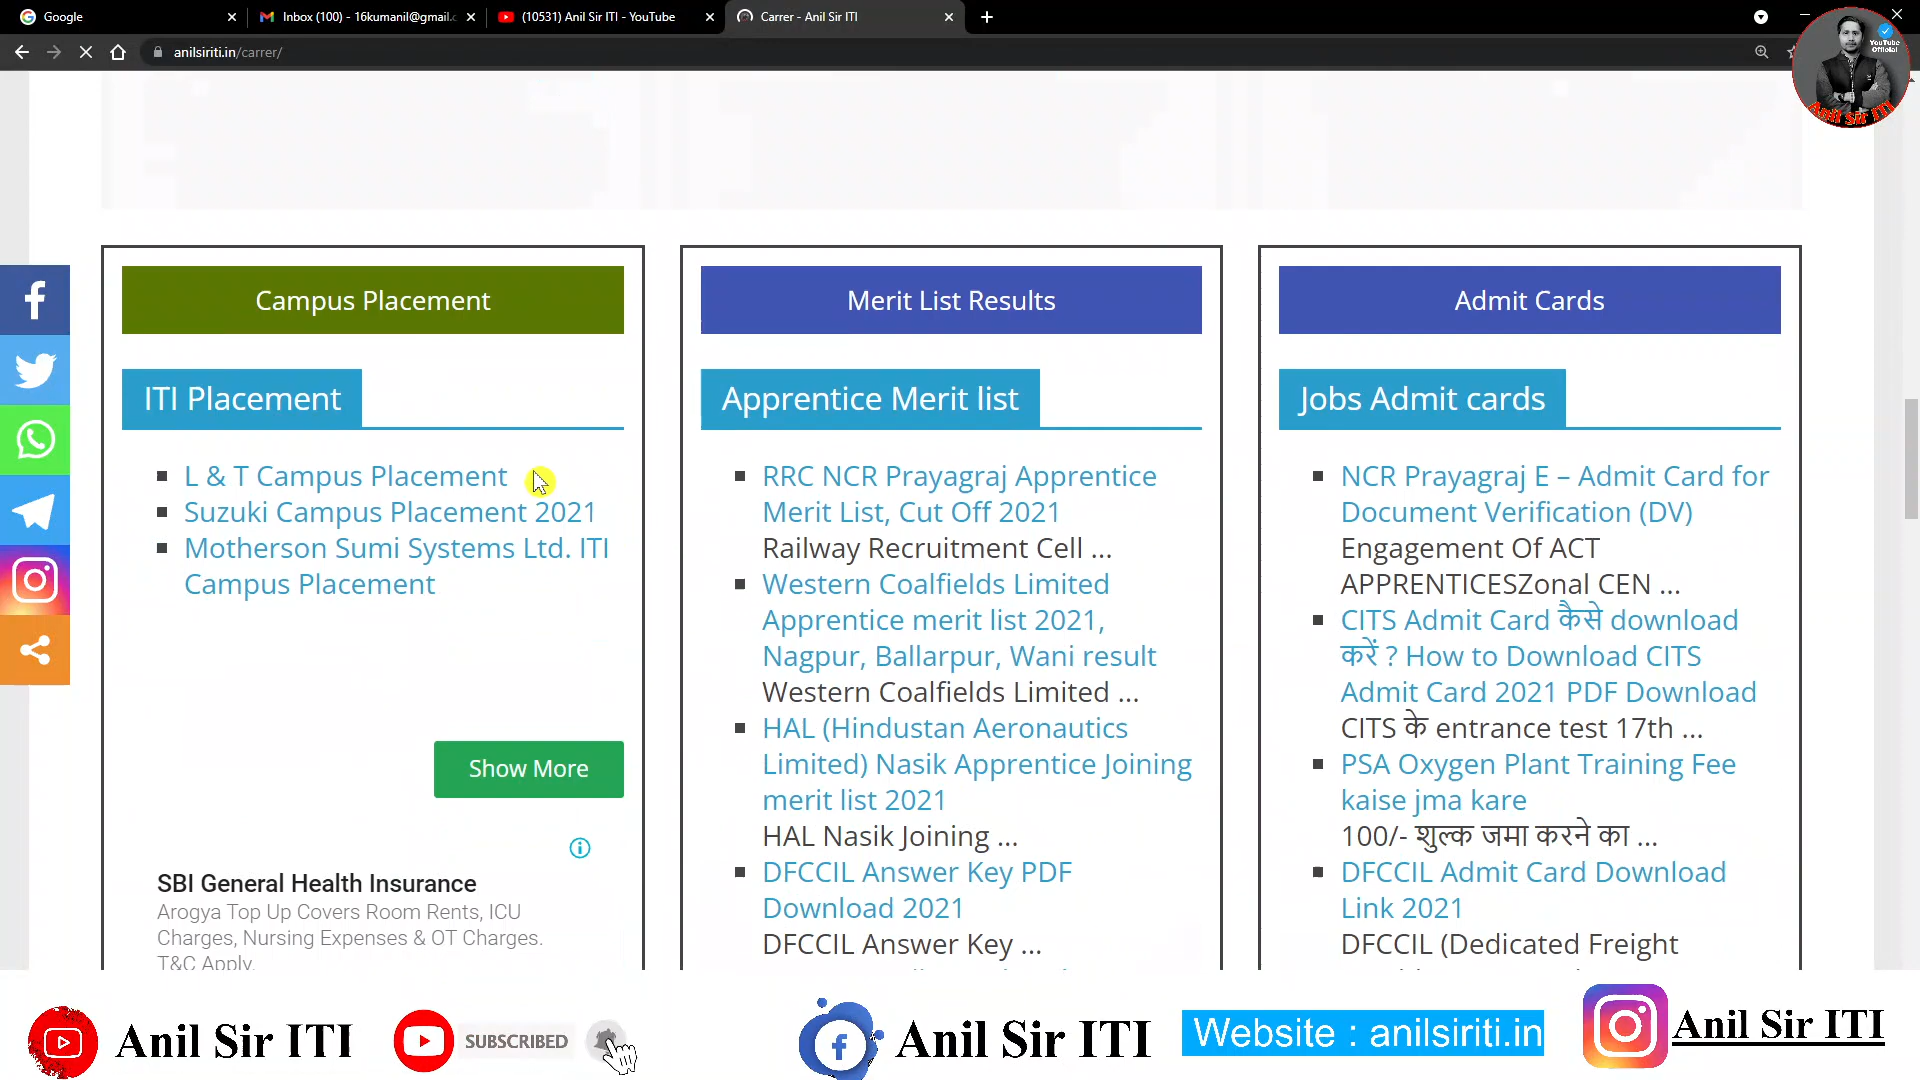 Google
Inbox (100) - 16kumanil@gmail.c
(10531) Anil Sir ITI - YouTube
Carrer - Anil Sir ITI
anilsiriti.in/carrer/
YouTube
Official
Anil sir ITI
Campus Placement
ITI Placement
L & T Campus Placement
Suzuki Campus Placement 2021
Motherson Sumi Systems Ltd. ITI
Campus Placement
Show More
SBI General Health Insurance
Arogya Top Up Covers Room Rents, ICU
Charges, Nursing Expenses & OT Charges.
T&C Apply.
Merit List Results
Apprentice Merit list
RRC NCR Prayagraj Apprentice
Merit List, Cut Off 2021
Railway Recruitment Cell ...
Western Coalfields Limited
Apprentice merit list 2021,
Nagpur, Ballarpur, Wani result
Western Coalfields Limited ...
HAL (Hindustan Aeronautics
Limited) Nasik Apprentice Joining
merit list 2021
HAL Nasik Joining ...
DFCCIL Answer Key PDF
Download 2021
DFCCIL Answer Key ...
Admit Cards
Jobs Admit cards
NCR Prayagraj E – Admit Card for
Document Verification (DV)
Engagement Of ACT
APPRENTICESZonal CEN ...
CITS Admit Card कैसे download
करें ? How to Download CITS
Admit Card 2021 PDF Download
CITS के entrance test 17th ...
PSA Oxygen Plant Training Fee
kaise jma kare
100/- शुल्क जमा करने का ...
DFCCIL Admit Card Download
Link 2021
DFCCIL (Dedicated Freight
Anil Sir ITI
SUBSCRIBED
Anil Sir ITI
Website : anilsiriti.in
Anil Sir ITI